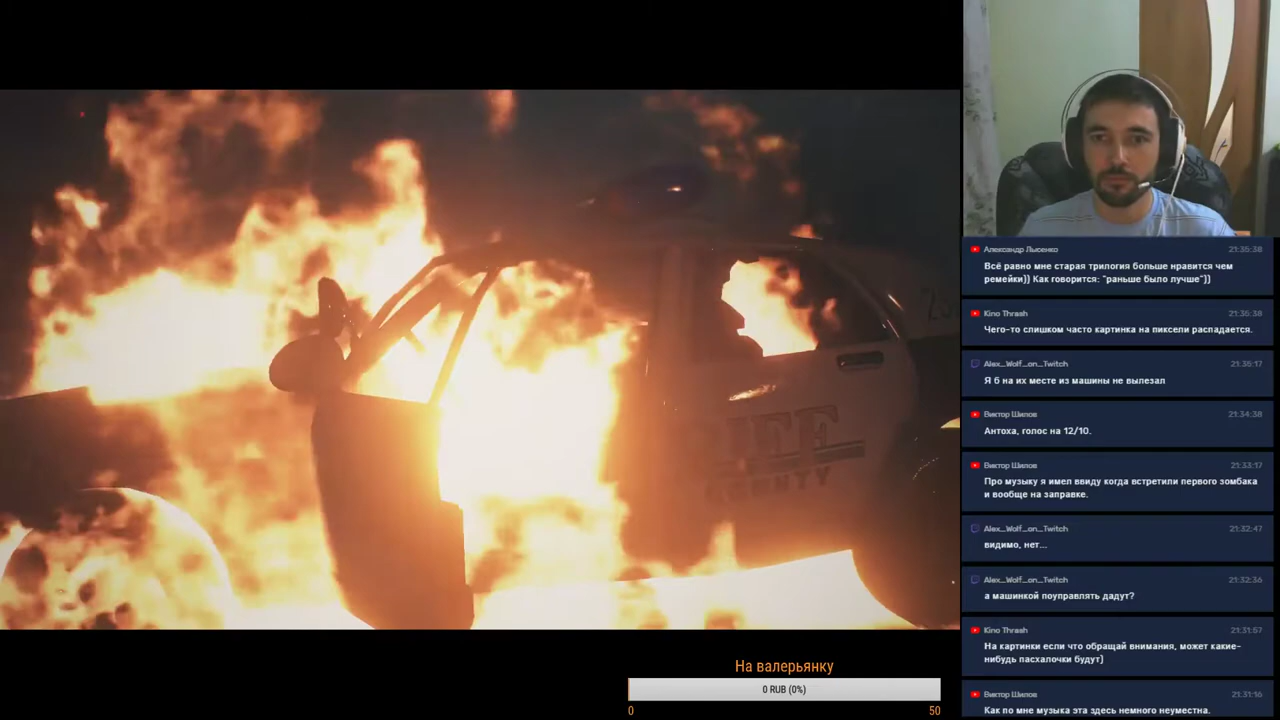 Александр Лысенко 21:35:38
Всё равно мне старая трилогия больше нравится чем
ремейки)) Как говорится: "раньше было лучше"))
Kino Thrash 21:35:38
Чего-то слишком часто картинка на пиксели распадается.
Alex_Wolf_on_Twitch 21:35:17
Я б на их месте из машины не вылезал
Виктор Шилов 21:34:38
Антоха, голос на 12/10.
Виктор Шилов 21:33:17
Про музыку я имел ввиду когда встретили первого зомбака
и вообще на заправке.
Alex_Wolf_on_Twitch 21:32:47
видимо, нет...
Alex_Wolf_on_Twitch 21:32:36
а машинкой поуправлять дадут?
Kino Thrash 21:31:57
На картинки если что обращай внимания, может какие-
нибудь пасхалочки будут)
Виктор Шилов 21:31:16
Как по мне музыка эта здесь немного неуместна.
На валерьянку
0 RUB (0%)
0 50